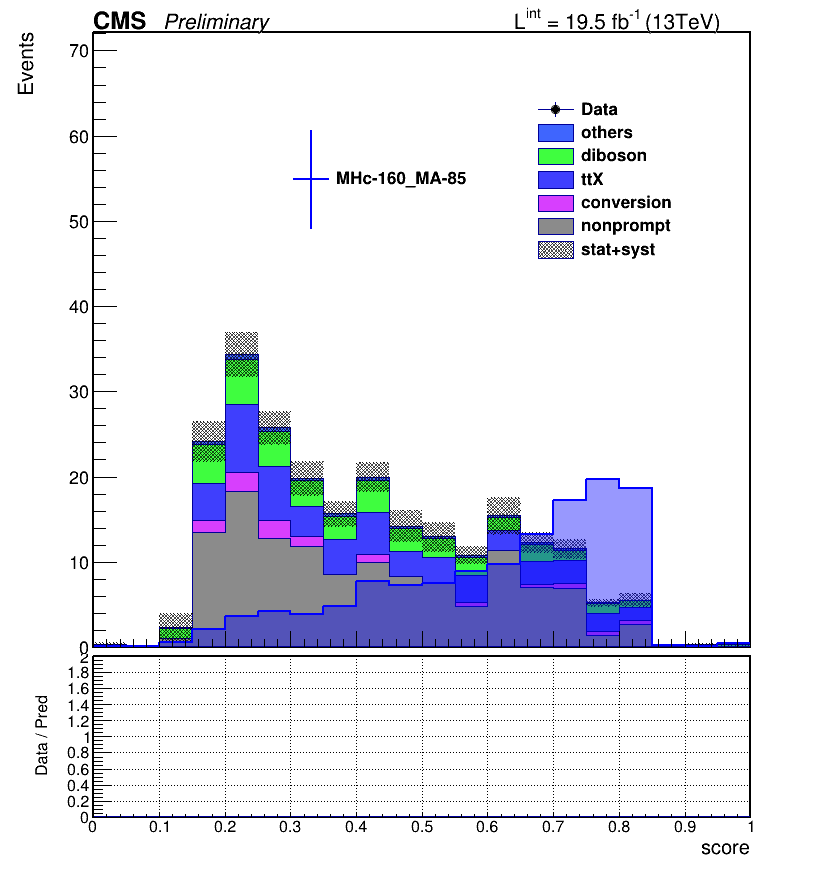 CMS Preliminary L^int = 19.5 fb^-1 (13TeV)
Events
70
60
50
40
30
20
10
0
MHc-160_MA-85
Data
others
diboson
ttX
conversion
nonprompt
stat+syst
Data / Pred
2
1.8
1.6
1.4
1.2
1
0.8
0.6
0.4
0.2
0
0 0.1 0.2 0.3 0.4 0.5 0.6 0.7 0.8 0.9 1
score